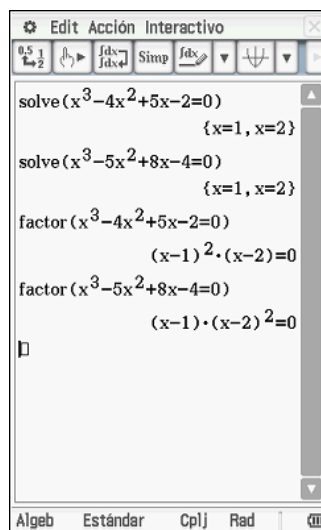 Edit Acción Interactivo
0.5 1 2 ∫dx ∫dx Simp ∫dx
solve(x^3−4x^2+5x−2=0)
{x=1, x=2}
solve(x^3−5x^2+8x−4=0)
{x=1, x=2}
factor(x^3−4x^2+5x−2=0)
(x−1)^2·(x−2)=0
factor(x^3−5x^2+8x−4=0)
(x−1)·(x−2)^2=0
Algeb Estándar Cplj Rad